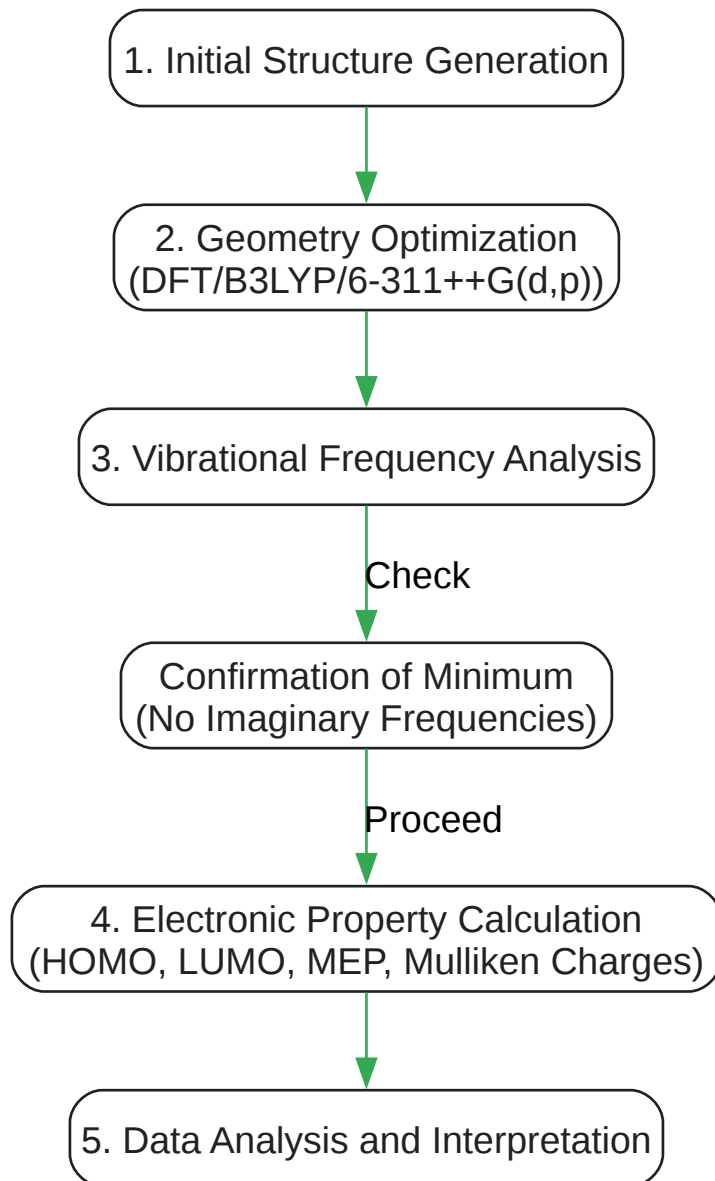 1. Initial Structure Generation
2. Geometry Optimization
(DFT/B3LYP/6-311++G(d,p))
3. Vibrational Frequency Analysis
Check
Confirmation of Minimum
(No Imaginary Frequencies)
Proceed
4. Electronic Property Calculation
(HOMO, LUMO, MEP, Mulliken Charges)
5. Data Analysis and Interpretation